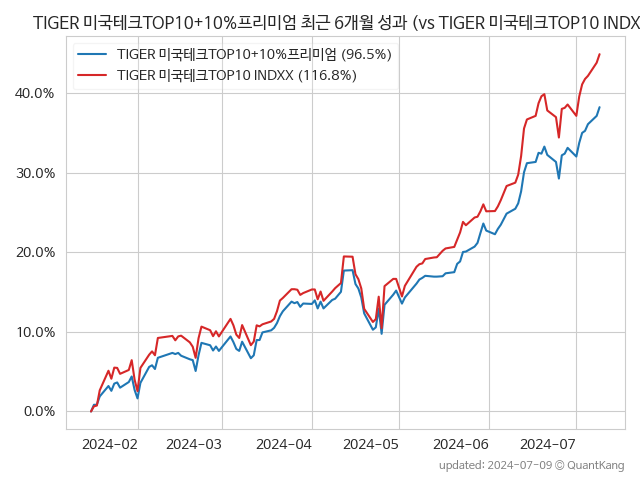 TIGER 미국테크TOP10+10%프리미엄 최근 6개월 성과 (vs TIGER 미국테크TOP10 INDX
TIGER 미국테크TOP10+10%프리미엄 (96.5%)
TIGER 미국테크TOP10 INDXX (116.8%)
40.0%
30.0%
20.0%
10.0%
0.0%
2024-02 2024-03 2024-04 2024-05 2024-06 2024-07
updated: 2024-07-09 © QuantKang